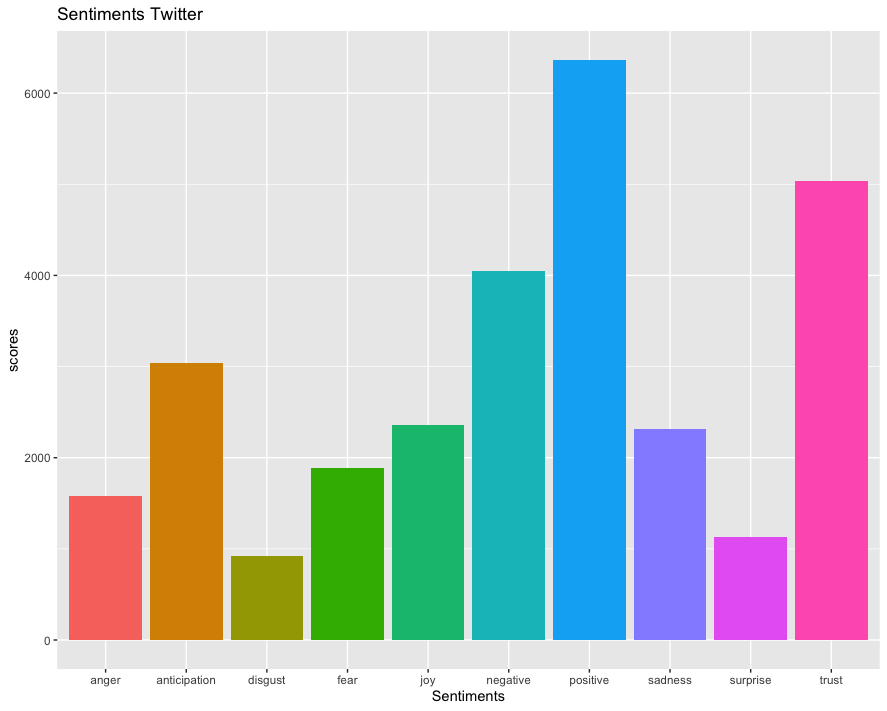 Sentiments Twitter
scores
6000
4000
2000
0
anger anticipation disgust fear joy negative positive sadness surprise trust
Sentiments